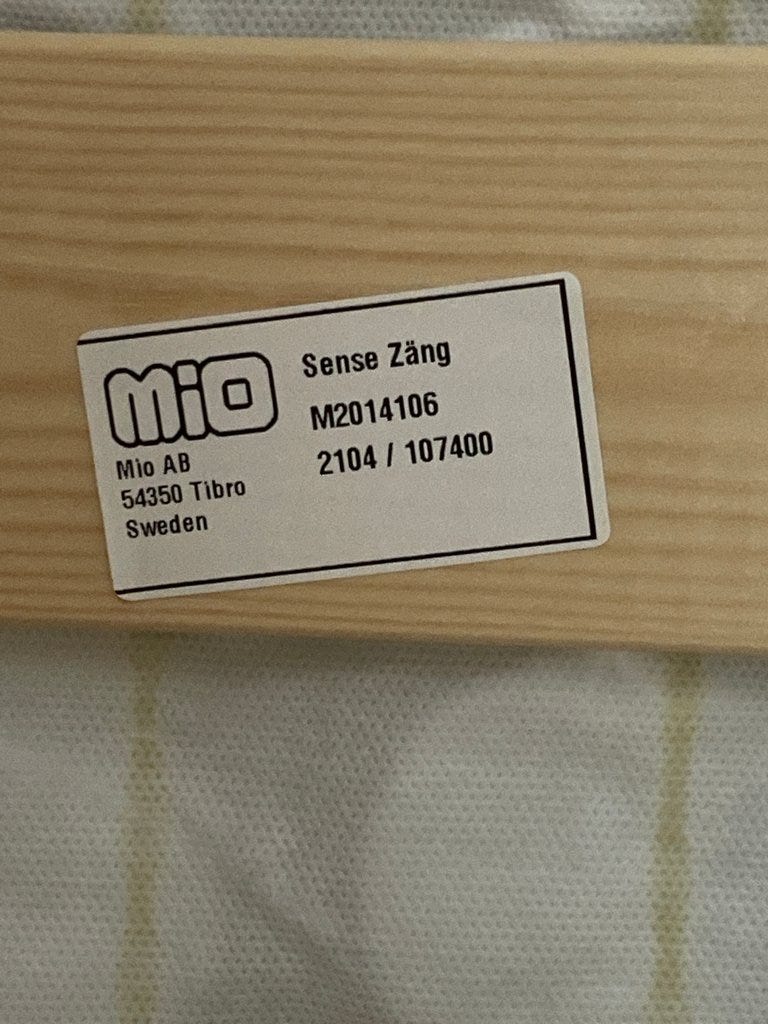 mio
Mio AB
54350 Tibro
Sweden
Sense Zäng
M2014106
2104 / 107400